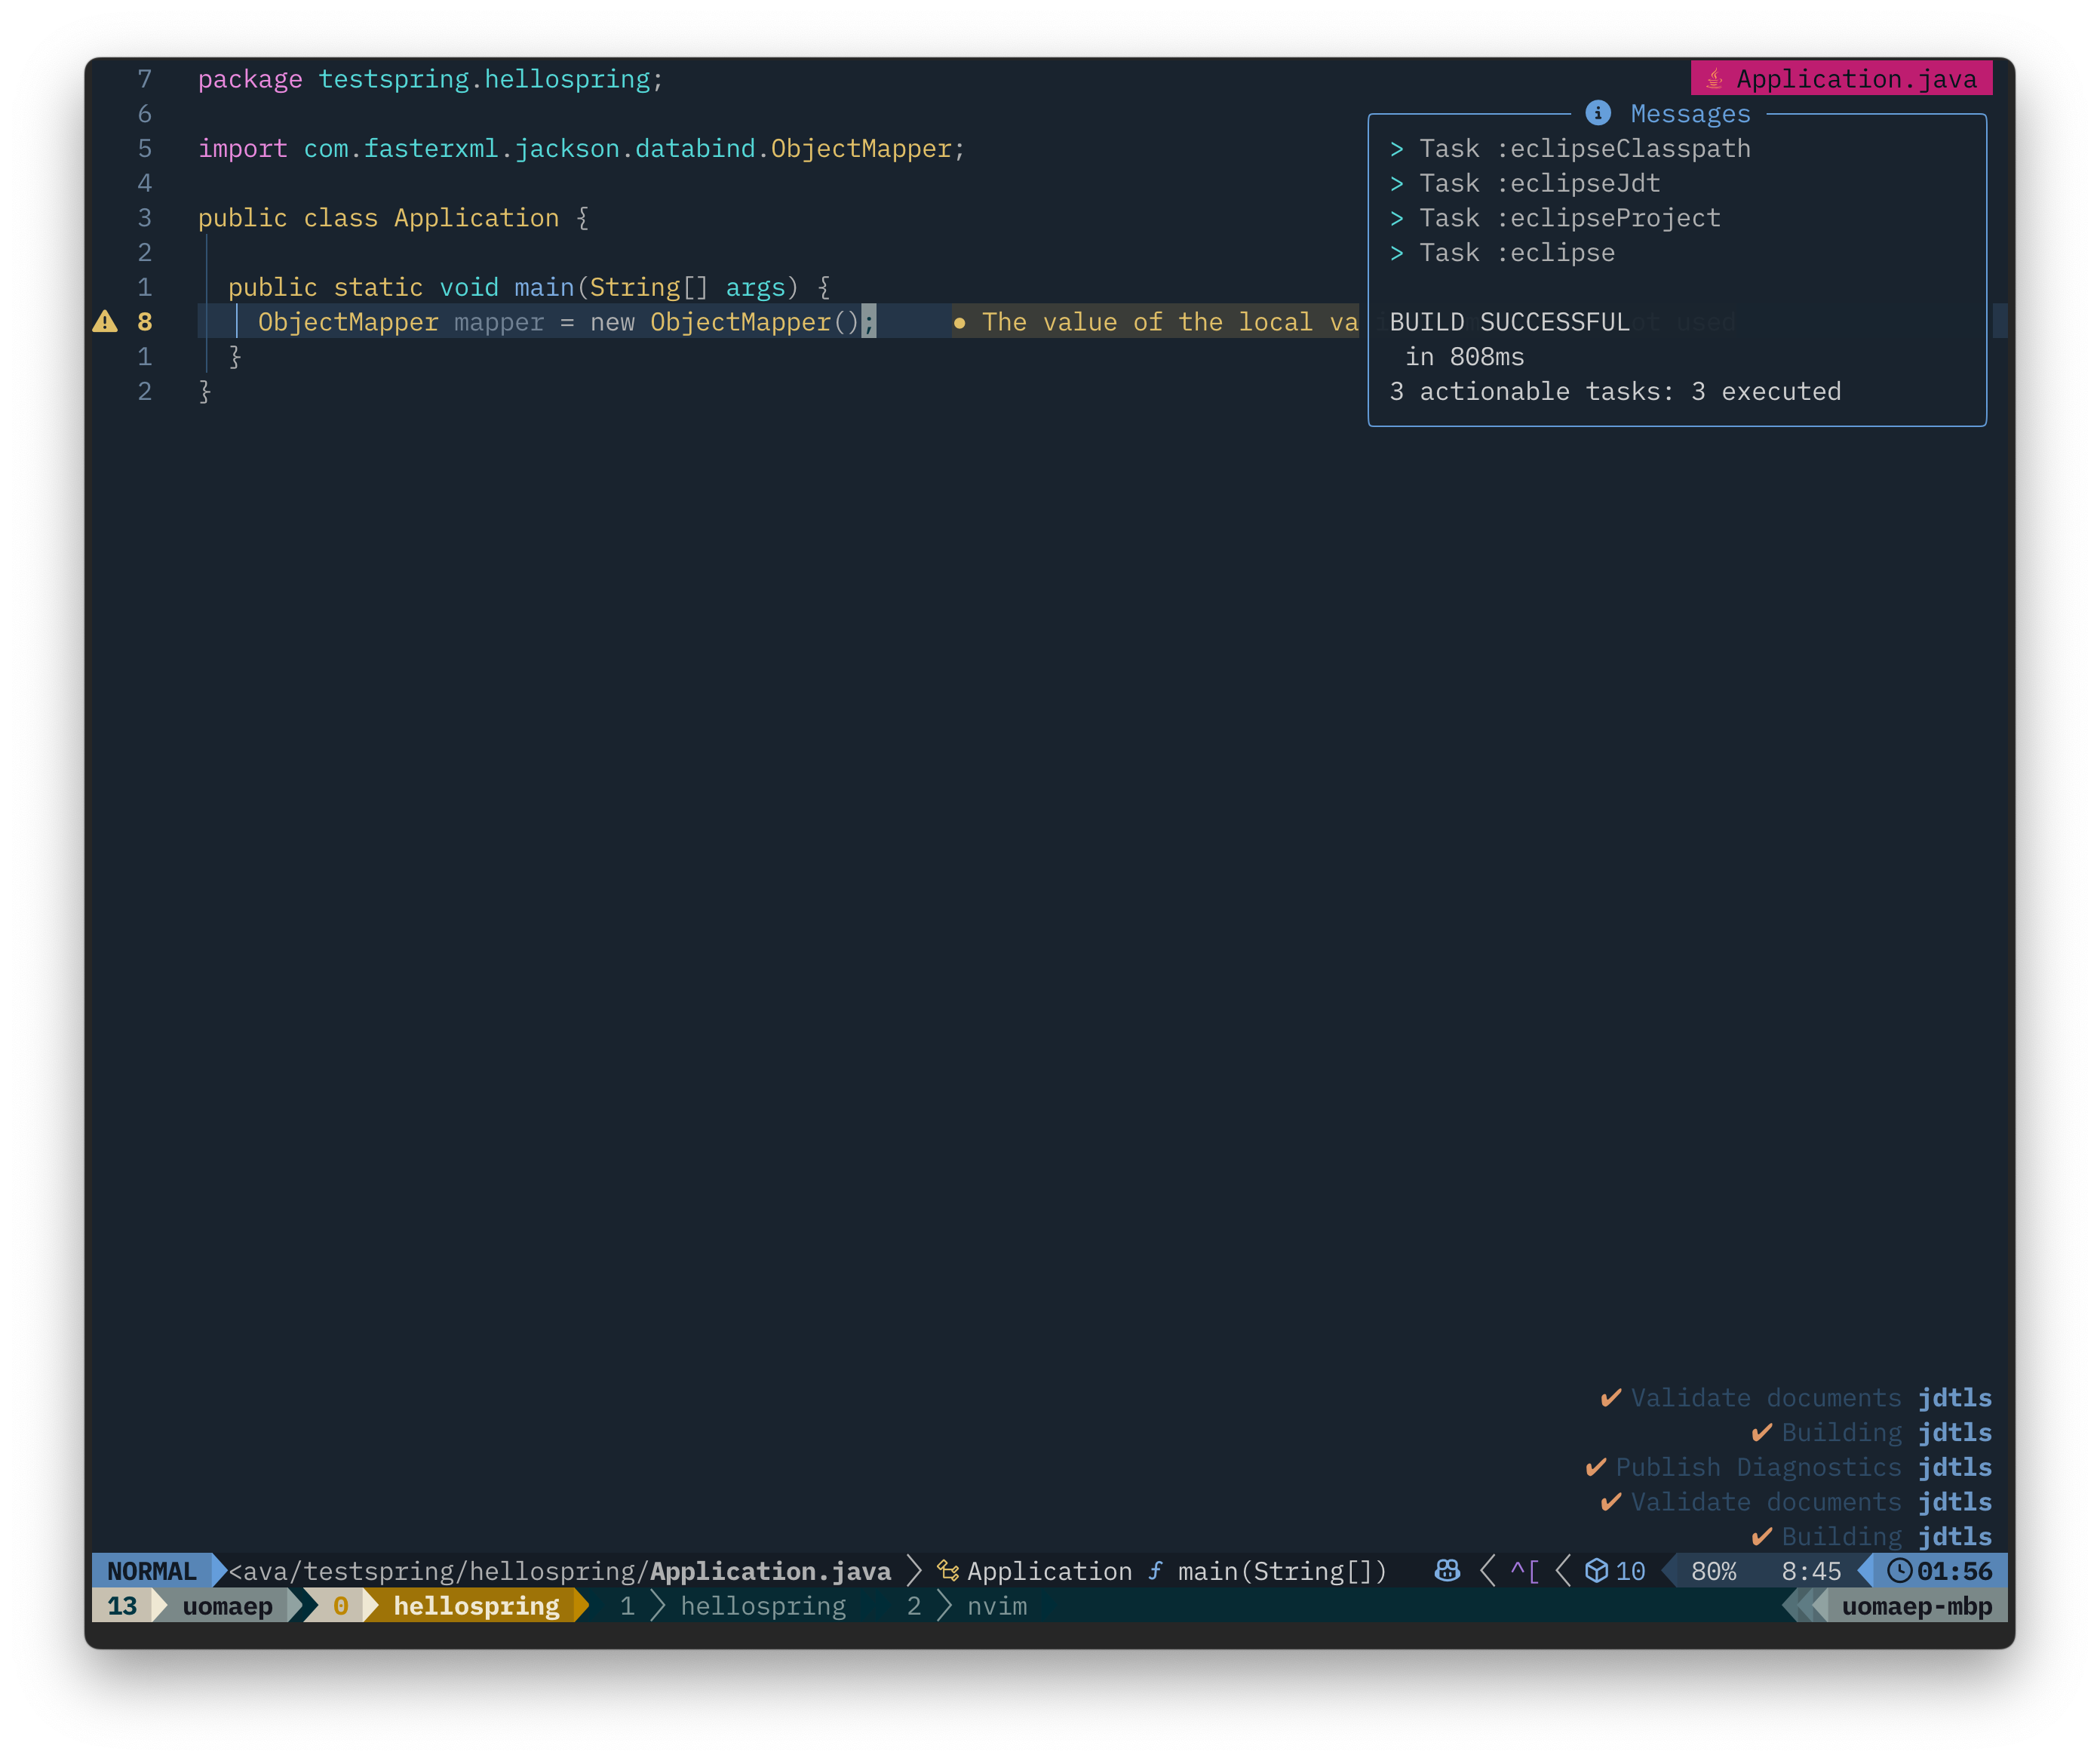 7 package testspring.hellospring;
Application.java
6
Messages
5 import com.fasterxml.jackson.databind.ObjectMapper;
> Task :eclipseClasspath
4
> Task :eclipseJdt
3 public class Application {
> Task :eclipseProject
2
> Task :eclipse
1 public static void main(String[] args) {
8 ObjectMapper mapper = new ObjectMapper(); ● The value of the local va
BUILD SUCCESSFUL
ot used
1 }
in 808ms
2 }
3 actionable tasks: 3 executed
✔ Validate documents jdtls
✔ Building jdtls
✔ Publish Diagnostics jdtls
✔ Validate documents jdtls
✔ Building jdtls
NORMAL <ava/testspring/hellospring/Application.java Application f main(String[]) ^[ 10 80% 8:45 01:56
13 uomaep 0 hellospring 1 hellospring 2 nvim uomaep-mbp